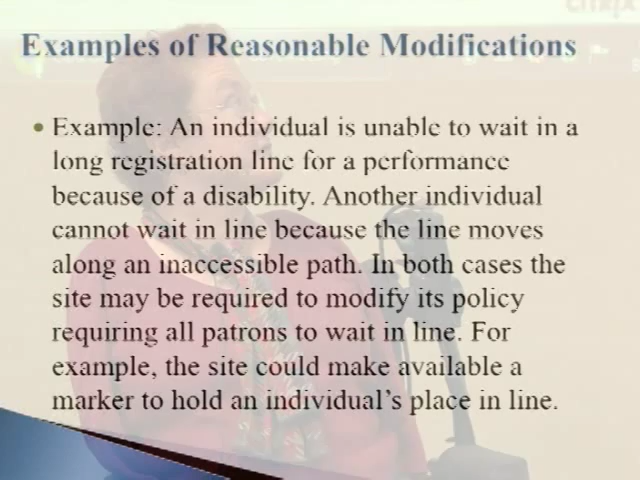 Examples of Reasonable Modifications
• Example: An individual is unable to wait in a
long registration line for a performance
because of a disability. Another individual
cannot wait in line because the line moves
along an inaccessible path. In both cases the
site may be required to modify its policy
requiring all patrons to wait in line. For
example, the site could make available a
marker to hold an individual's place in line.